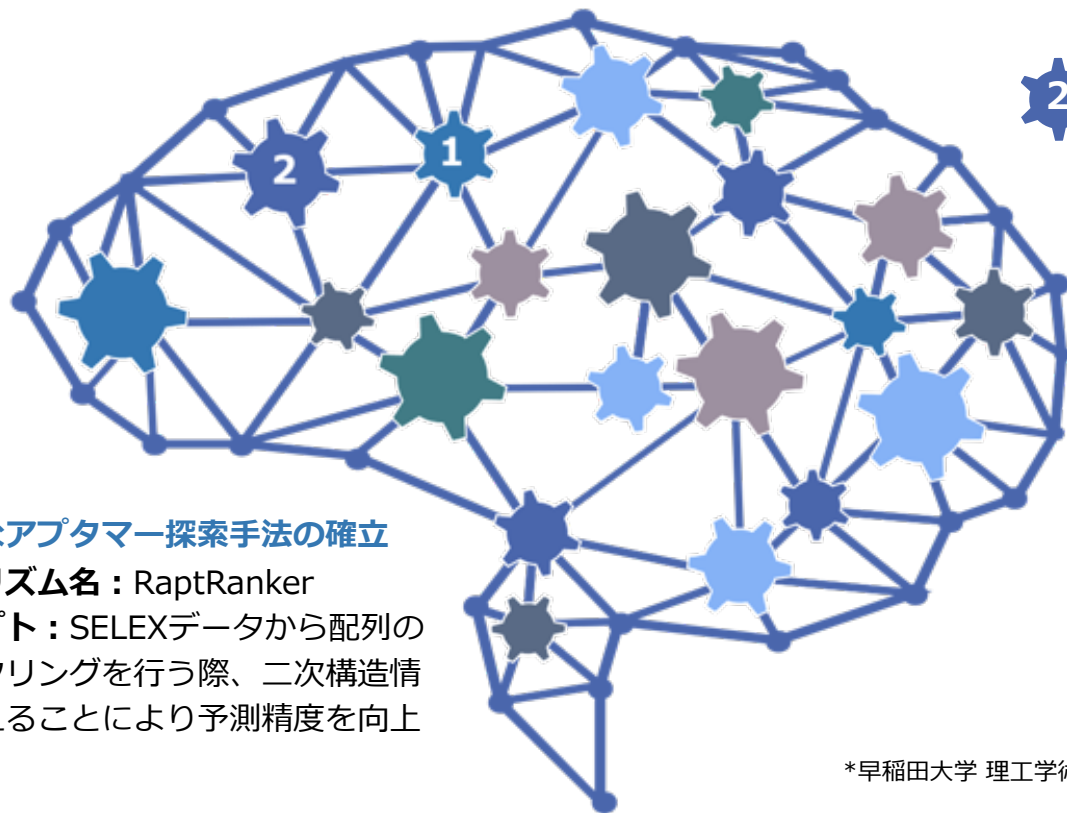 2
1
2
なアプタマー探索手法の確立
リズム名：RaptRanker
プト：SELEXデータから配列の
タリングを行う際、二次構造情
えることにより予測精度を向上
*早稲田大学 理工学術